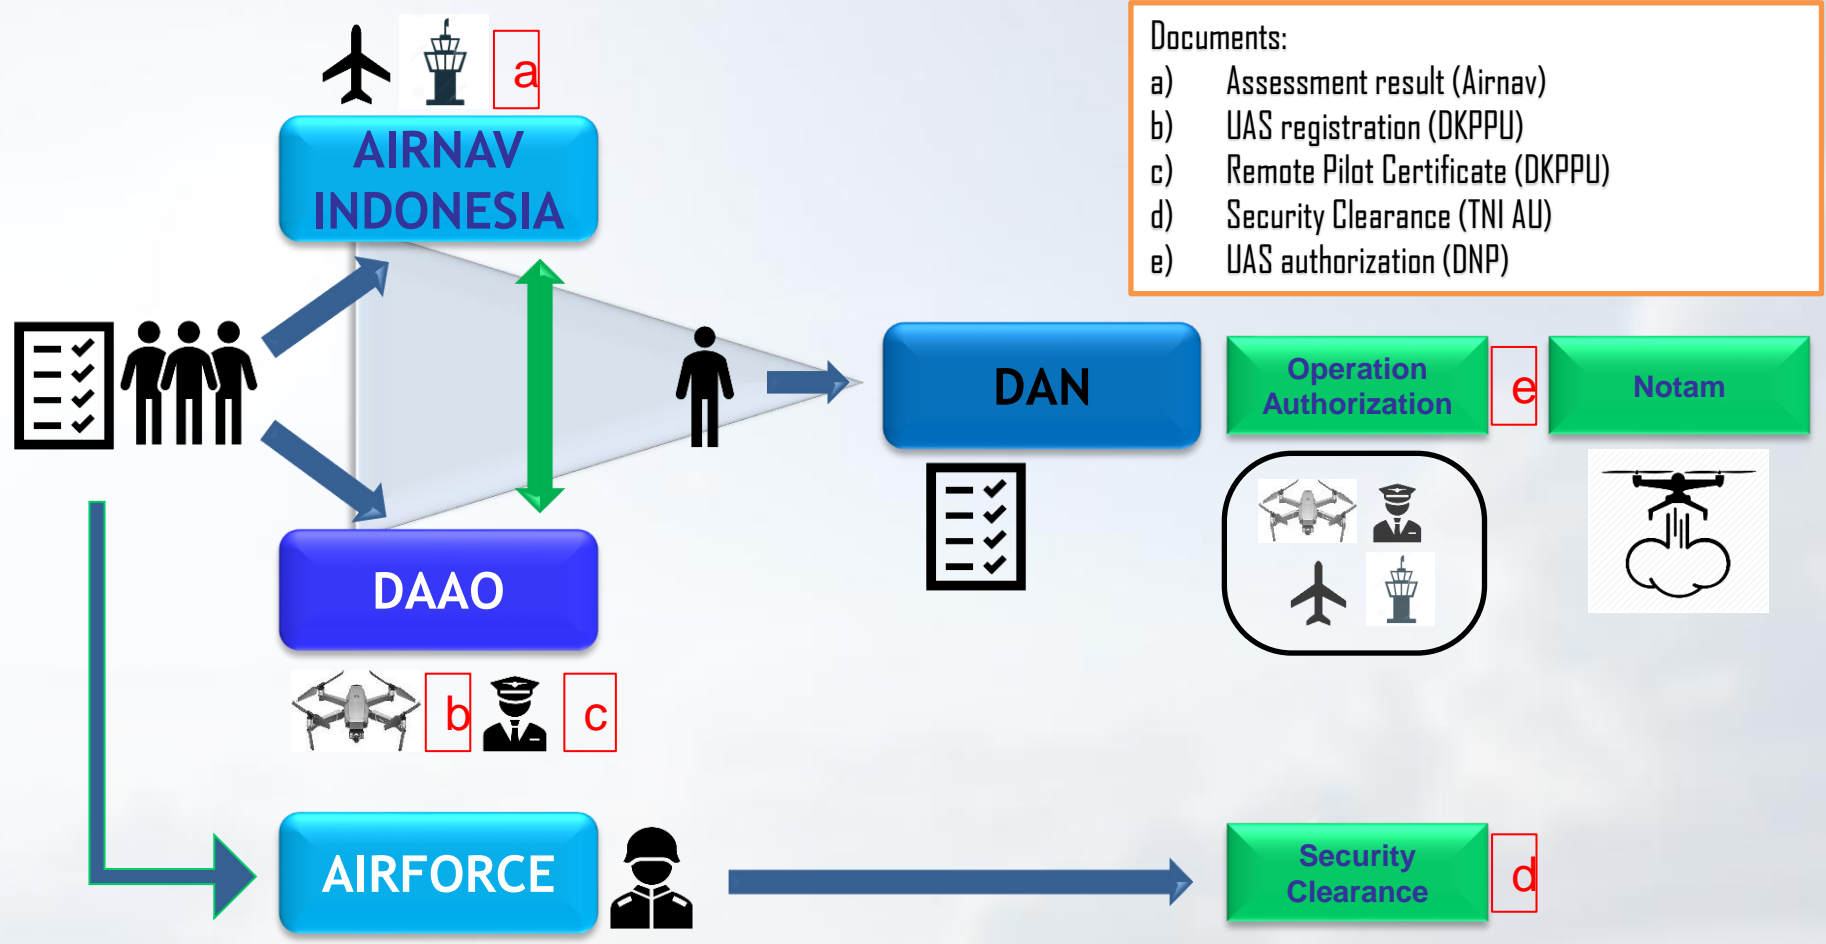 a
AIRNAV
INDONESIA
Documents:
a) Assessment result (Airnav)
b) UAS registration (DKPPU)
c) Remote Pilot Certificate (DKPPU)
d) Security Clearance (TNI AU)
e) UAS authorization (DNP)
DAN
Operation
Authorization
e
Notam
DAAO
b
c
AIRFORCE
Security
Clearance
d